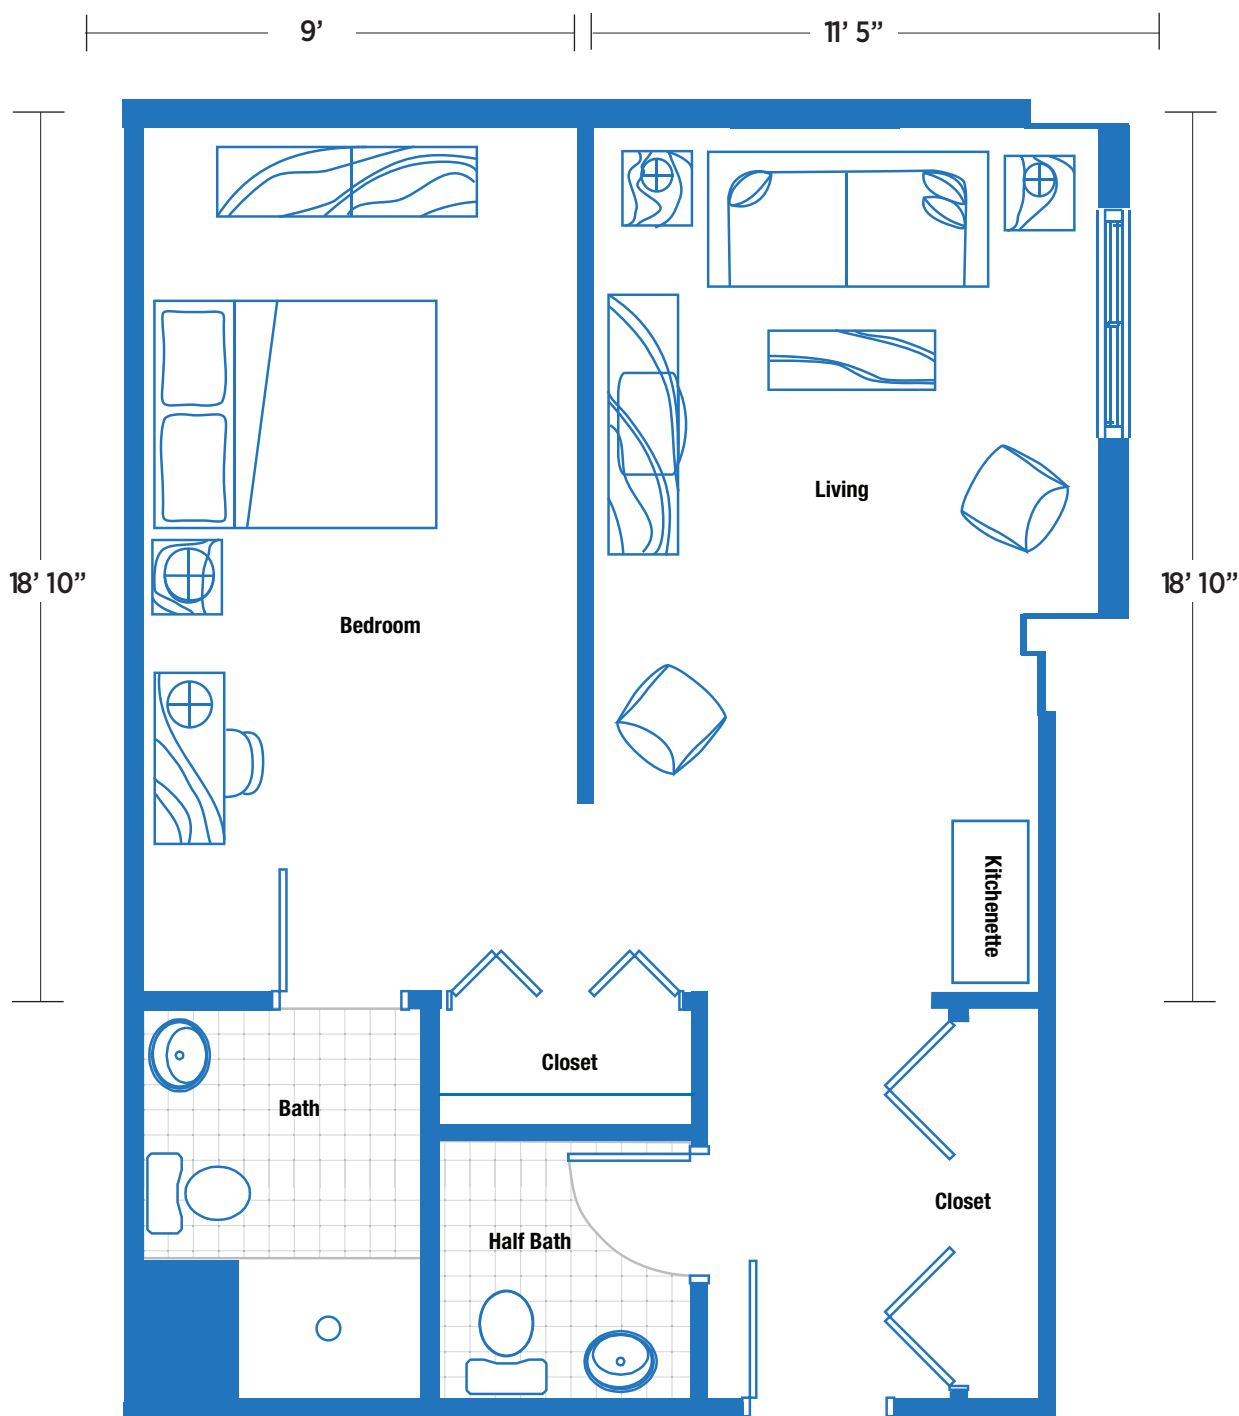 9’
11’ 5”
18’ 10”
18’ 10”
Living
Bedroom
Kitchenette
Closet
Bath
Closet
Half Bath